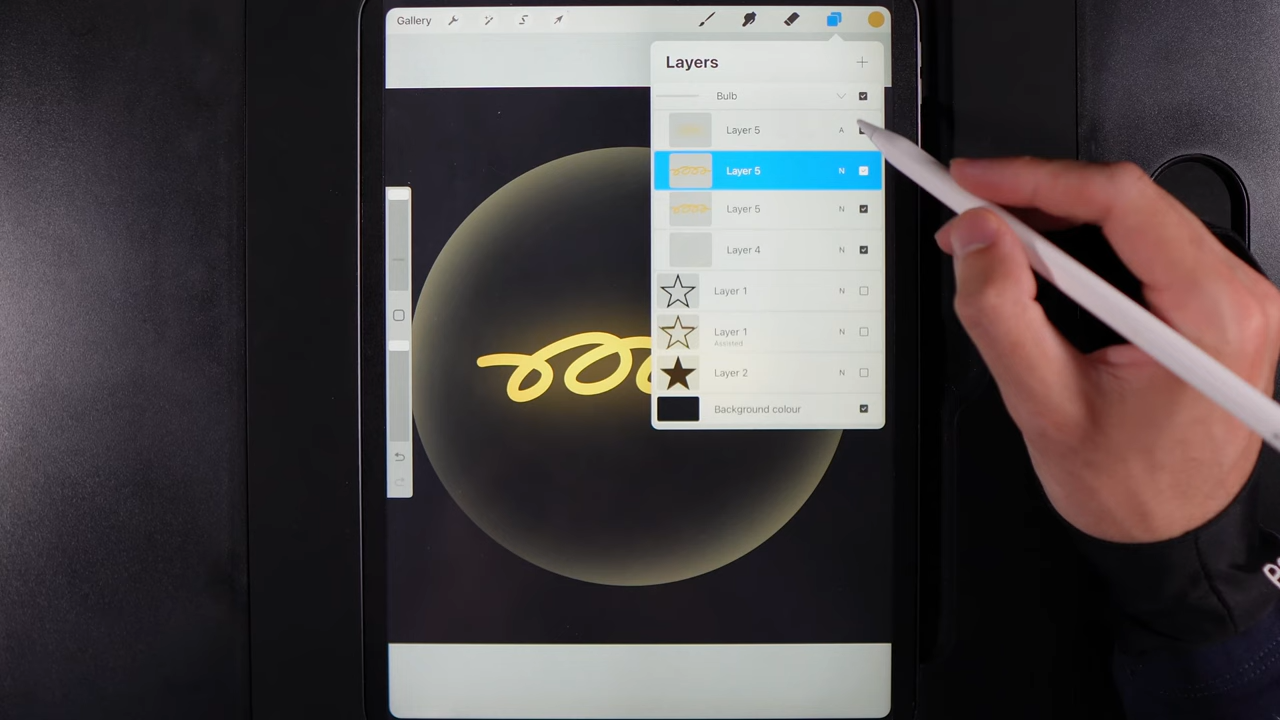 Gallery
Layers
Bulb
Layer 5 A
Layer 5 N
Layer 5 N
Layer 4 N
Layer 1 N
Layer 1 N
Assisted
Layer 2 N
Background colour